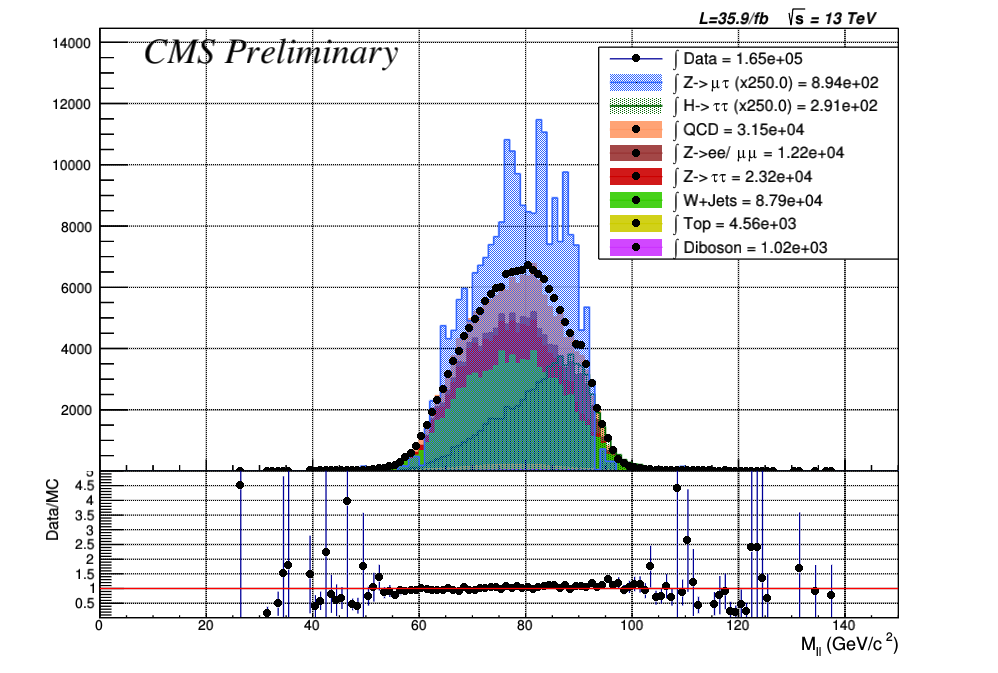 L=35.9/fb √s = 13 TeV
CMS Preliminary
14000
12000
10000
8000
6000
4000
2000
∫ Data = 1.65e+05
∫ Z->μτ (x250.0) = 8.94e+02
∫ H->ττ (x250.0) = 2.91e+02
∫ QCD = 3.15e+04
∫ Z->ee/ μμ = 1.22e+04
∫ Z->ττ = 2.32e+04
∫ W+Jets = 8.79e+04
∫ Top = 4.56e+03
∫ Diboson = 1.02e+03
Data/MC
5
4.5
4
3.5
3
2.5
2
1.5
1
0.5
0 20 40 60 80 100 120 140
M_ll (GeV/c²)